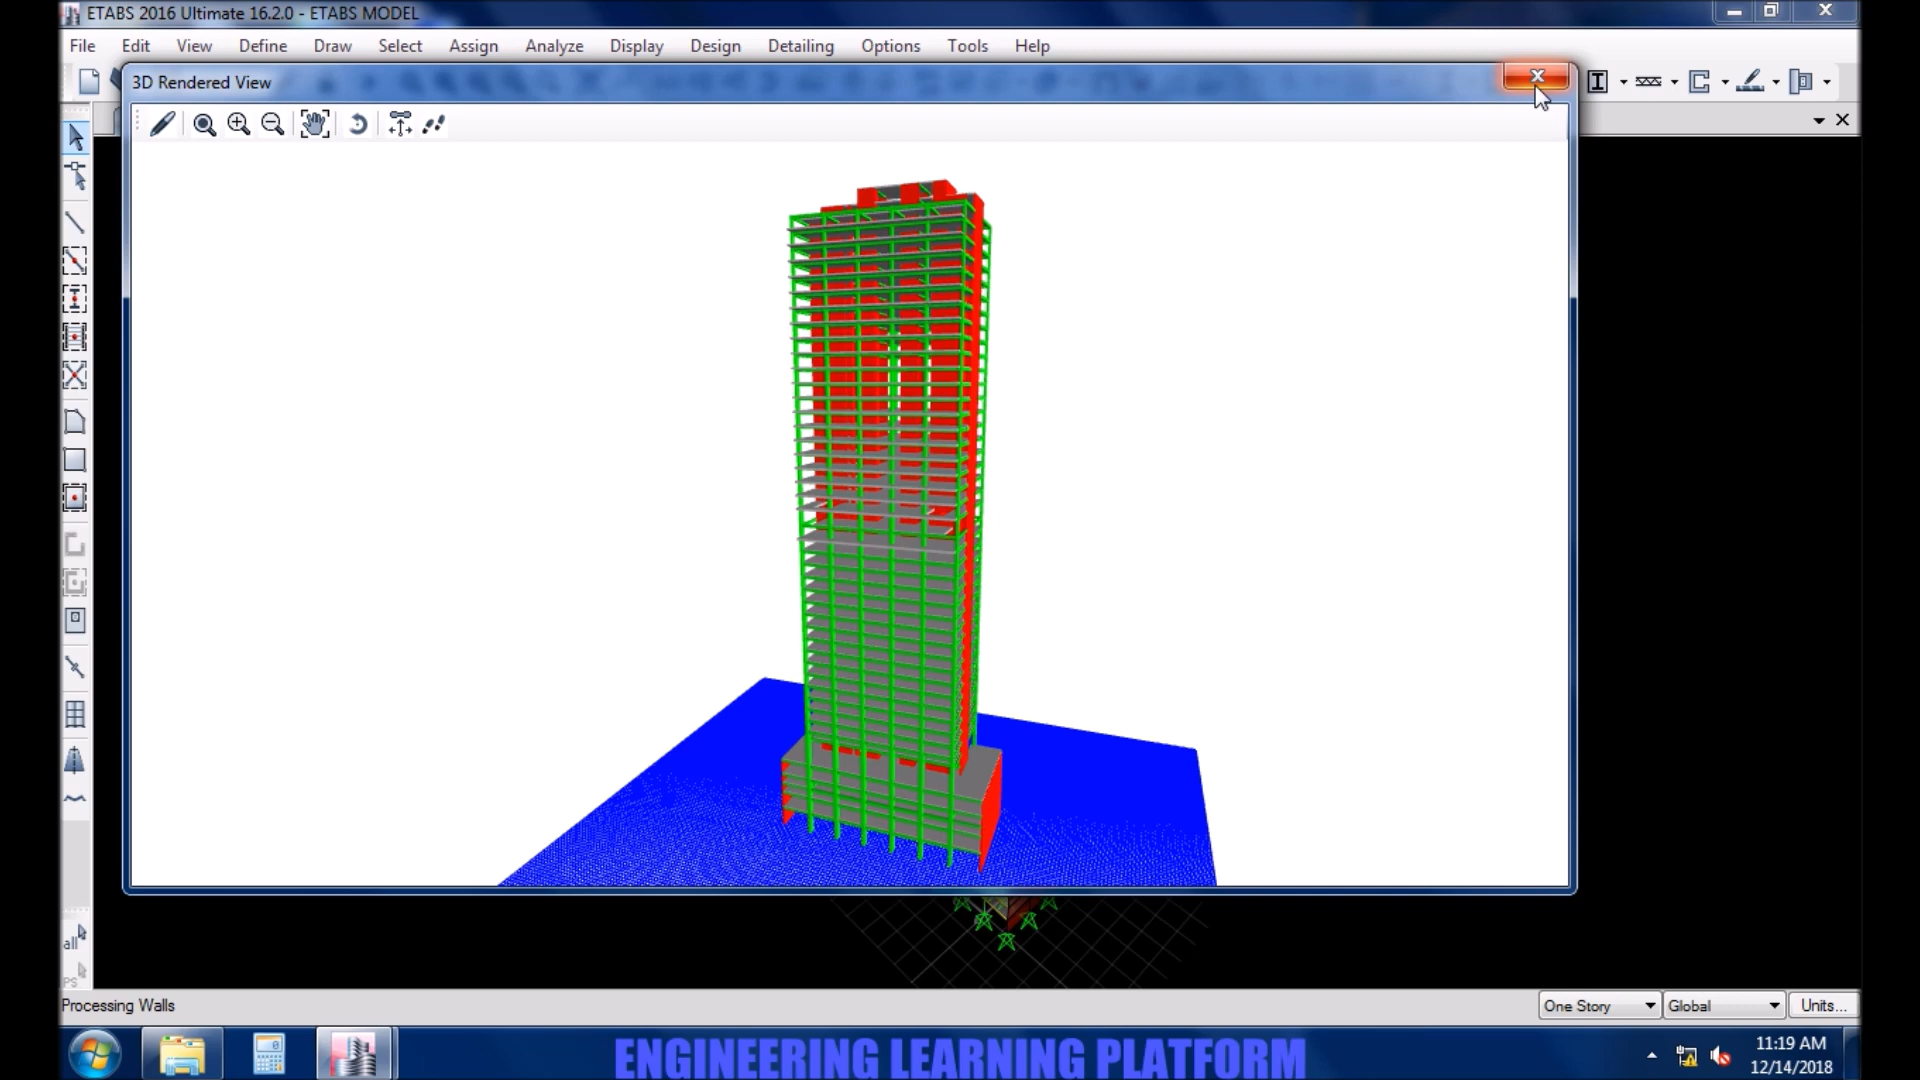 ETABS 2016 Ultimate 16.2.0 - ETABS MODEL
File Edit View Define Draw Select Assign Analyze Display Design Detailing Options Tools Help
3D Rendered View
all
PS
Processing Walls
One Story
Global
Units...
ENGINEERING LEARNING PLATFORM
11:19 AM
12/14/2018